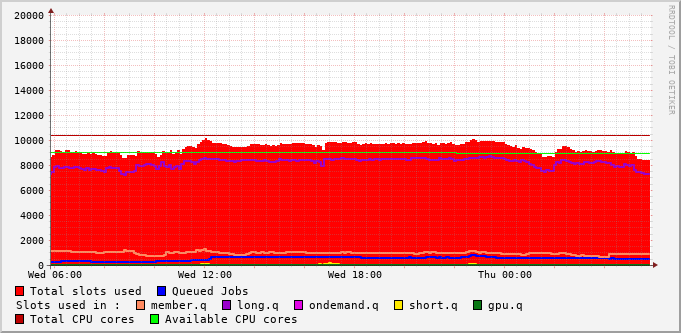 20000
18000
16000
14000
12000
10000
8000
6000
4000
2000
0
Wed 06:00 Wed 12:00 Wed 18:00 Thu 00:00
Total slots used Queued Jobs
Slots used in : member.q long.q ondemand.q short.q gpu.q
Total CPU cores Available CPU cores
RRDTOOL / TOBI OETIKER